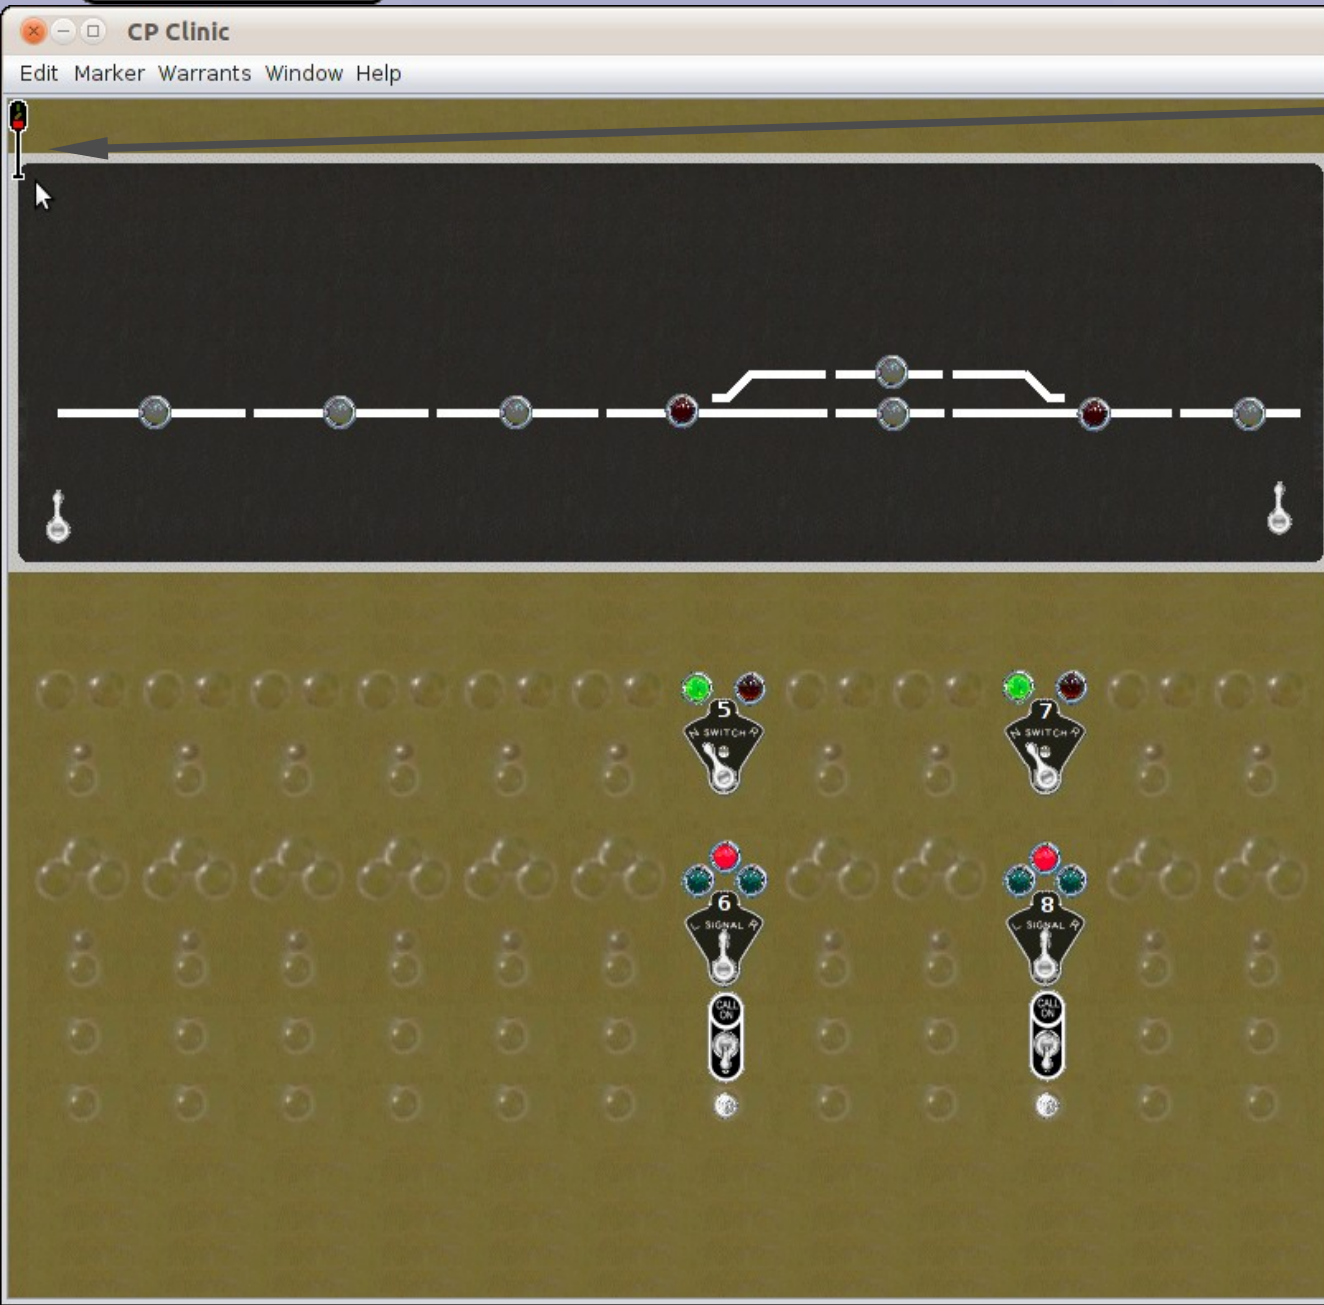 CP Clinic
Edit Marker Warrants Window Help
5 7
N SWITCH R N SWITCH R
6 8
L SIGNAL R L SIGNAL R
CALL ON CALL ON